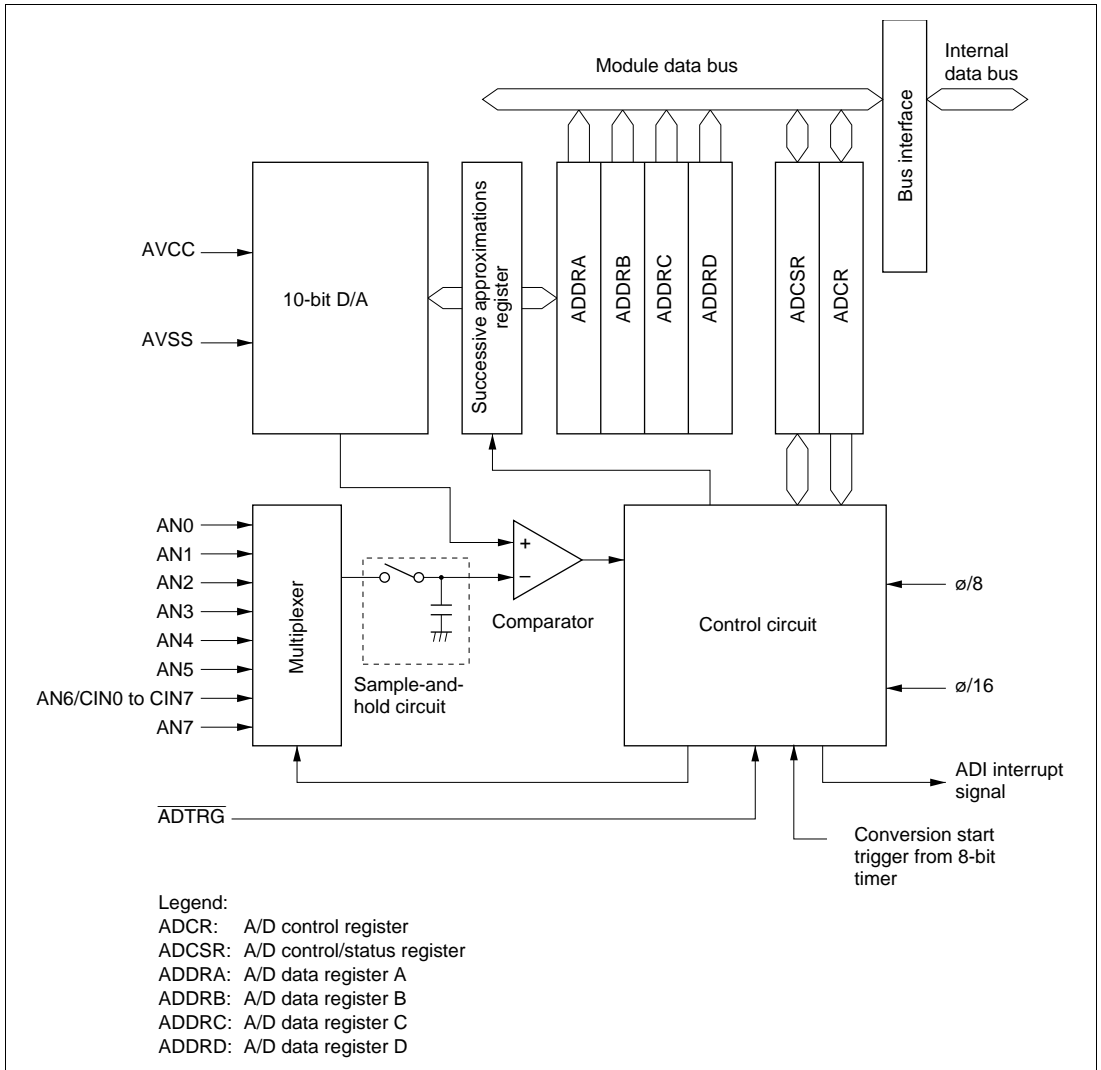 Module data bus
Internal
data bus
Bus interface
AVCC
AVSS
10-bit D/A
Successive approximations
register
ADDRA
ADDRB
ADDRC
ADDRD
ADCSR
ADCR
AN0
AN1
AN2
AN3
AN4
AN5
AN6/CIN0 to CIN7
AN7
Multiplexer
+
−
Comparator
Sample-and-
hold circuit
Control circuit
ø/8
ø/16
ADI interrupt
signal
ADTRG
Conversion start
trigger from 8-bit
timer
Legend:
ADCR: A/D control register
ADCSR: A/D control/status register
ADDRA: A/D data register A
ADDRB: A/D data register B
ADDRC: A/D data register C
ADDRD: A/D data register D